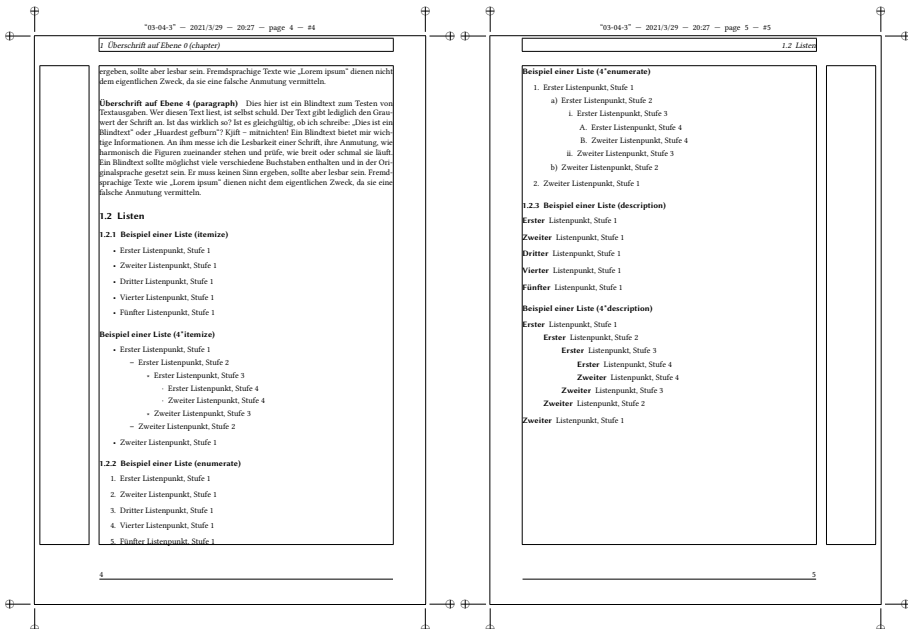 "03-04-3" — 2021/3/29 — 20:27 — page 4 — #4
1 Überschrift auf Ebene 0 (chapter)
ergeben, sollte aber lesbar sein. Fremdsprachige Texte wie „Lorem ipsum“ dienen nicht
dem eigentlichen Zweck, da sie eine falsche Anmutung vermitteln.
Überschrift auf Ebene 4 (paragraph) Dies hier ist ein Blindtext zum Testen von
Textausgaben. Wer diesen Text liest, ist selbst schuld. Der Text gibt lediglich den Grau-
wert der Schrift an. Ist das wirklich so? Ist es gleichgültig, ob ich schreibe: „Dies ist ein
Blindtext“ oder „Huardest gefburn“? Kjift – mitnichten! Ein Blindtext bietet mir wich-
tige Informationen. An ihm messe ich die Lesbarkeit einer Schrift, ihre Anmutung, wie
harmonisch die Figuren zueinander stehen und prüfe, wie breit oder schmal sie läuft.
Ein Blindtext sollte möglichst viele verschiedene Buchstaben enthalten und in der Ori-
ginalsprache gesetzt sein. Er muss keinen Sinn ergeben, sollte aber lesbar sein. Fremd-
sprachige Texte wie „Lorem ipsum“ dienen nicht dem eigentlichen Zweck, da sie eine
falsche Anmutung vermitteln.
1.2 Listen
1.2.1 Beispiel einer Liste (itemize)
• Erster Listenpunkt, Stufe 1
• Zweiter Listenpunkt, Stufe 1
• Dritter Listenpunkt, Stufe 1
• Vierter Listenpunkt, Stufe 1
• Fünfter Listenpunkt, Stufe 1
Beispiel einer Liste (4*itemize)
• Erster Listenpunkt, Stufe 1
– Erster Listenpunkt, Stufe 2
* Erster Listenpunkt, Stufe 3
· Erster Listenpunkt, Stufe 4
· Zweiter Listenpunkt, Stufe 4
* Zweiter Listenpunkt, Stufe 3
– Zweiter Listenpunkt, Stufe 2
• Zweiter Listenpunkt, Stufe 1
1.2.2 Beispiel einer Liste (enumerate)
1. Erster Listenpunkt, Stufe 1
2. Zweiter Listenpunkt, Stufe 1
3. Dritter Listenpunkt, Stufe 1
4. Vierter Listenpunkt, Stufe 1
5. Fünfter Listenpunkt, Stufe 1
4
"03-04-3" — 2021/3/29 — 20:27 — page 5 — #5
1.2 Listen
Beispiel einer Liste (4*enumerate)
1. Erster Listenpunkt, Stufe 1
a) Erster Listenpunkt, Stufe 2
i. Erster Listenpunkt, Stufe 3
A. Erster Listenpunkt, Stufe 4
B. Zweiter Listenpunkt, Stufe 4
ii. Zweiter Listenpunkt, Stufe 3
b) Zweiter Listenpunkt, Stufe 2
2. Zweiter Listenpunkt, Stufe 1
1.2.3 Beispiel einer Liste (description)
Erster Listenpunkt, Stufe 1
Zweiter Listenpunkt, Stufe 1
Dritter Listenpunkt, Stufe 1
Vierter Listenpunkt, Stufe 1
Fünfter Listenpunkt, Stufe 1
Beispiel einer Liste (4*description)
Erster Listenpunkt, Stufe 1
Erster Listenpunkt, Stufe 2
Erster Listenpunkt, Stufe 3
Erster Listenpunkt, Stufe 4
Zweiter Listenpunkt, Stufe 4
Zweiter Listenpunkt, Stufe 3
Zweiter Listenpunkt, Stufe 2
Zweiter Listenpunkt, Stufe 1
5